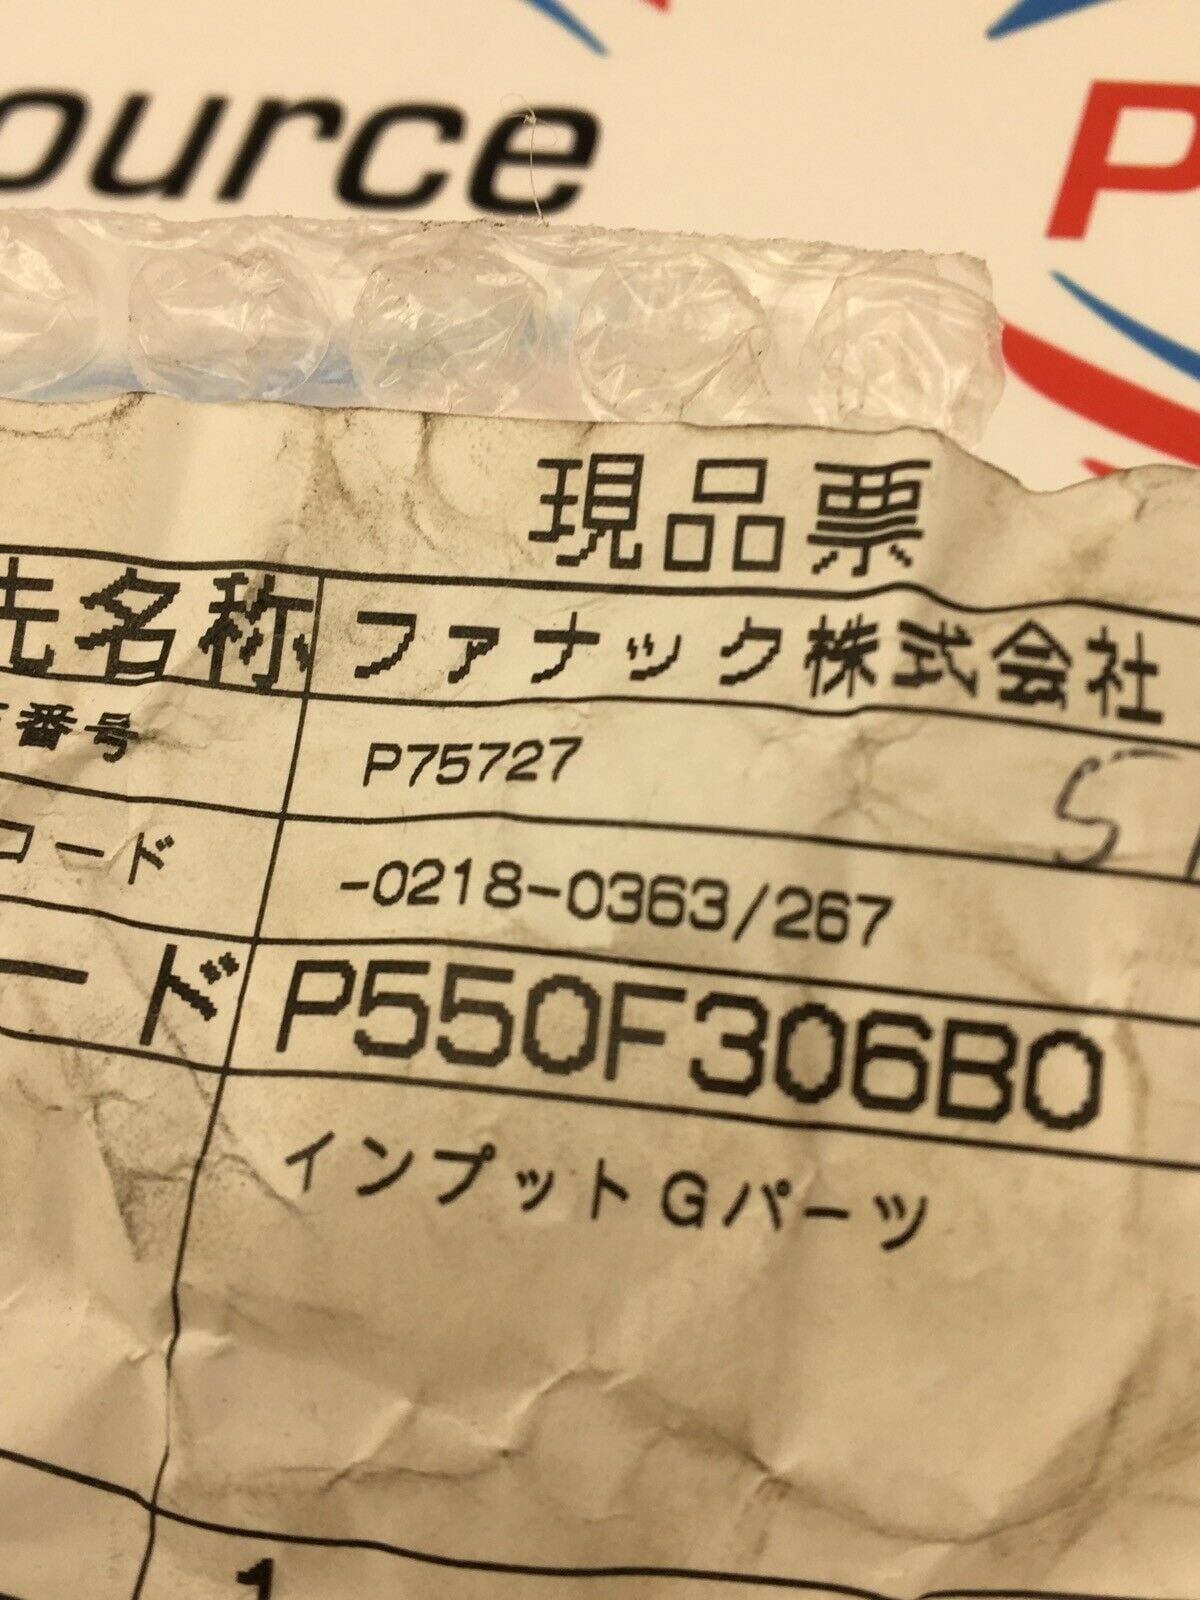 ource
P
現品票
先名称 ファナック株式会社
番号 P75727
コード -0218-0363/267
ード P550F306B0
インプットGパーツ
1